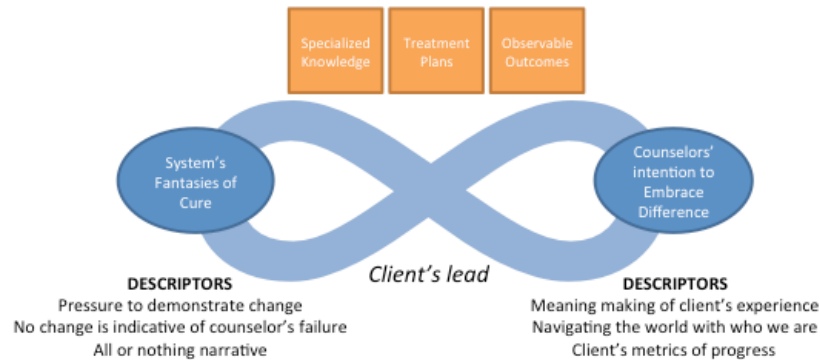 Specialized
Knowledge
Treatment
Plans
Observable
Outcomes
System's
Fantasies of
Cure
Counselors'
intention to
Embrace
Difference
Client's lead
DESCRIPTORS
Pressure to demonstrate change
No change is indicative of counselor's failure
All or nothing narrative
DESCRIPTORS
Meaning making of client's experience
Navigating the world with who we are
Client's metrics of progress